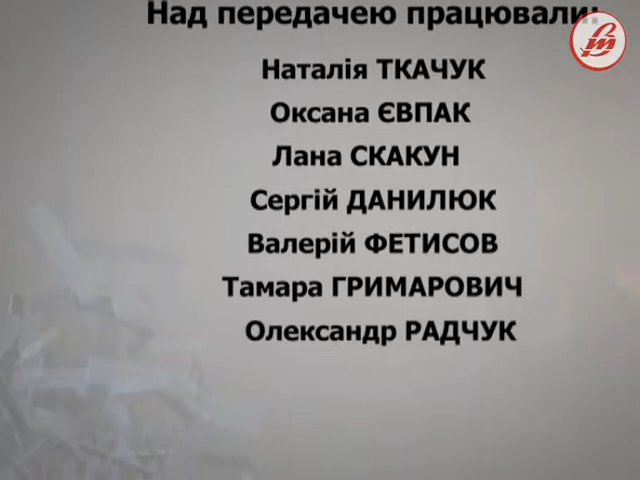 Над передачею працювали:
Наталія ТКАЧУК
Оксана ЄВПАК
Лана СКАКУН
Сергій ДАНИЛЮК
Валерій ФЕТИСОВ
Тамара ГРИМАРОВИЧ
Олександр РАДЧУК